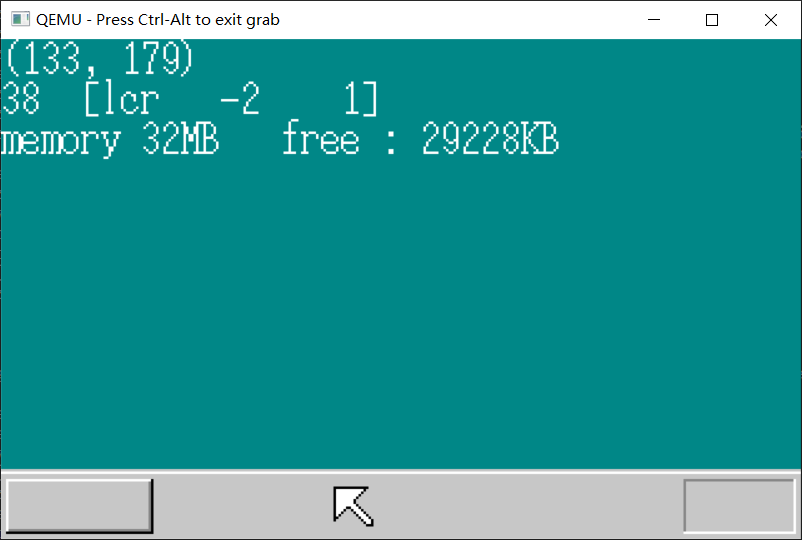 QEMU - Press Ctrl-Alt to exit grab
(133, 179)
38 [lcr -2 1]
memory 32MB free : 29228KB